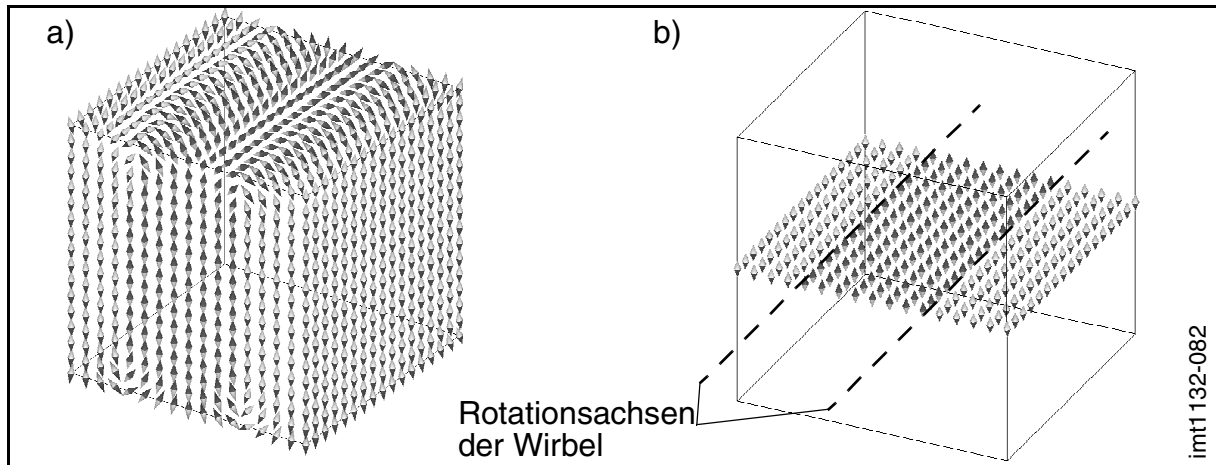 a)
b)
Rotationsachsen
der Wirbel
imt1132-082